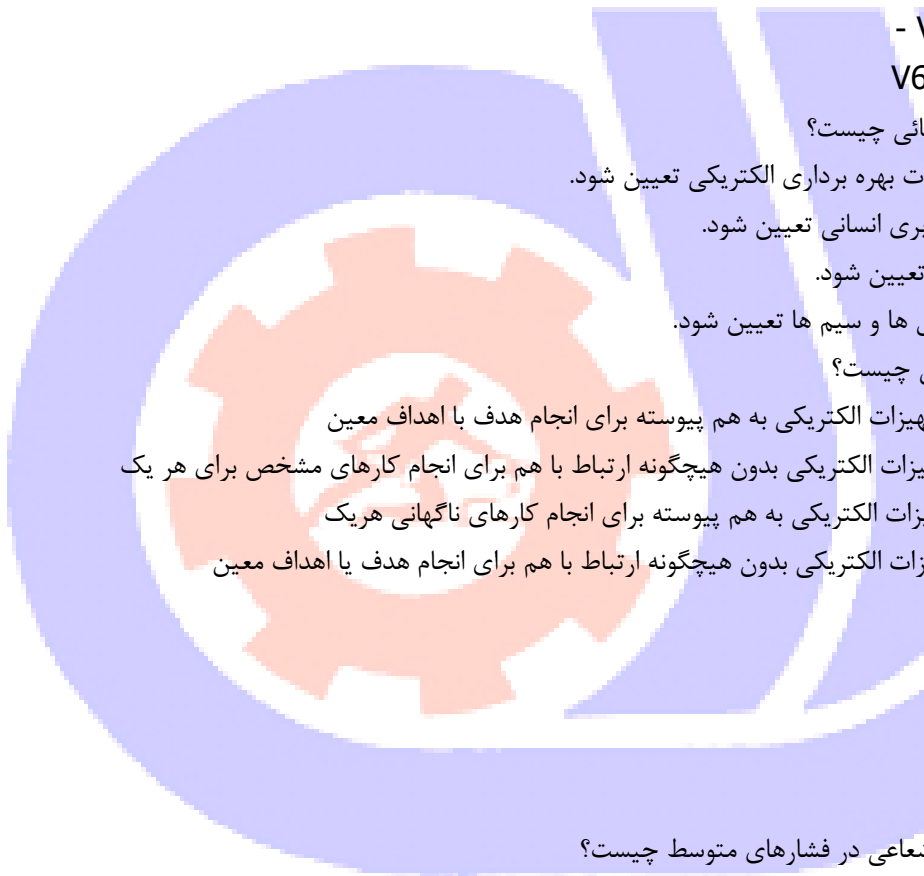 - V
V6
ائی چیست؟
ت بهره برداری الکتریکی تعیین شود.
یری انسانی تعیین شود.
تعیین شود.
ها و سیم ها تعیین شود.
چیست؟
هیزات الکتریکی به هم پیوسته برای انجام هدف با اهداف معین
یزات الکتریکی بدون هیچگونه ارتباط با هم برای انجام کارهای مشخص برای هر یک
یزات الکتریکی به هم پیوسته برای انجام کارهای ناگهانی هریک
زات الکتریکی بدون هیچگونه ارتباط با هم برای انجام هدف یا اهداف معین
شعاعی در فشارهای متوسط چیست؟